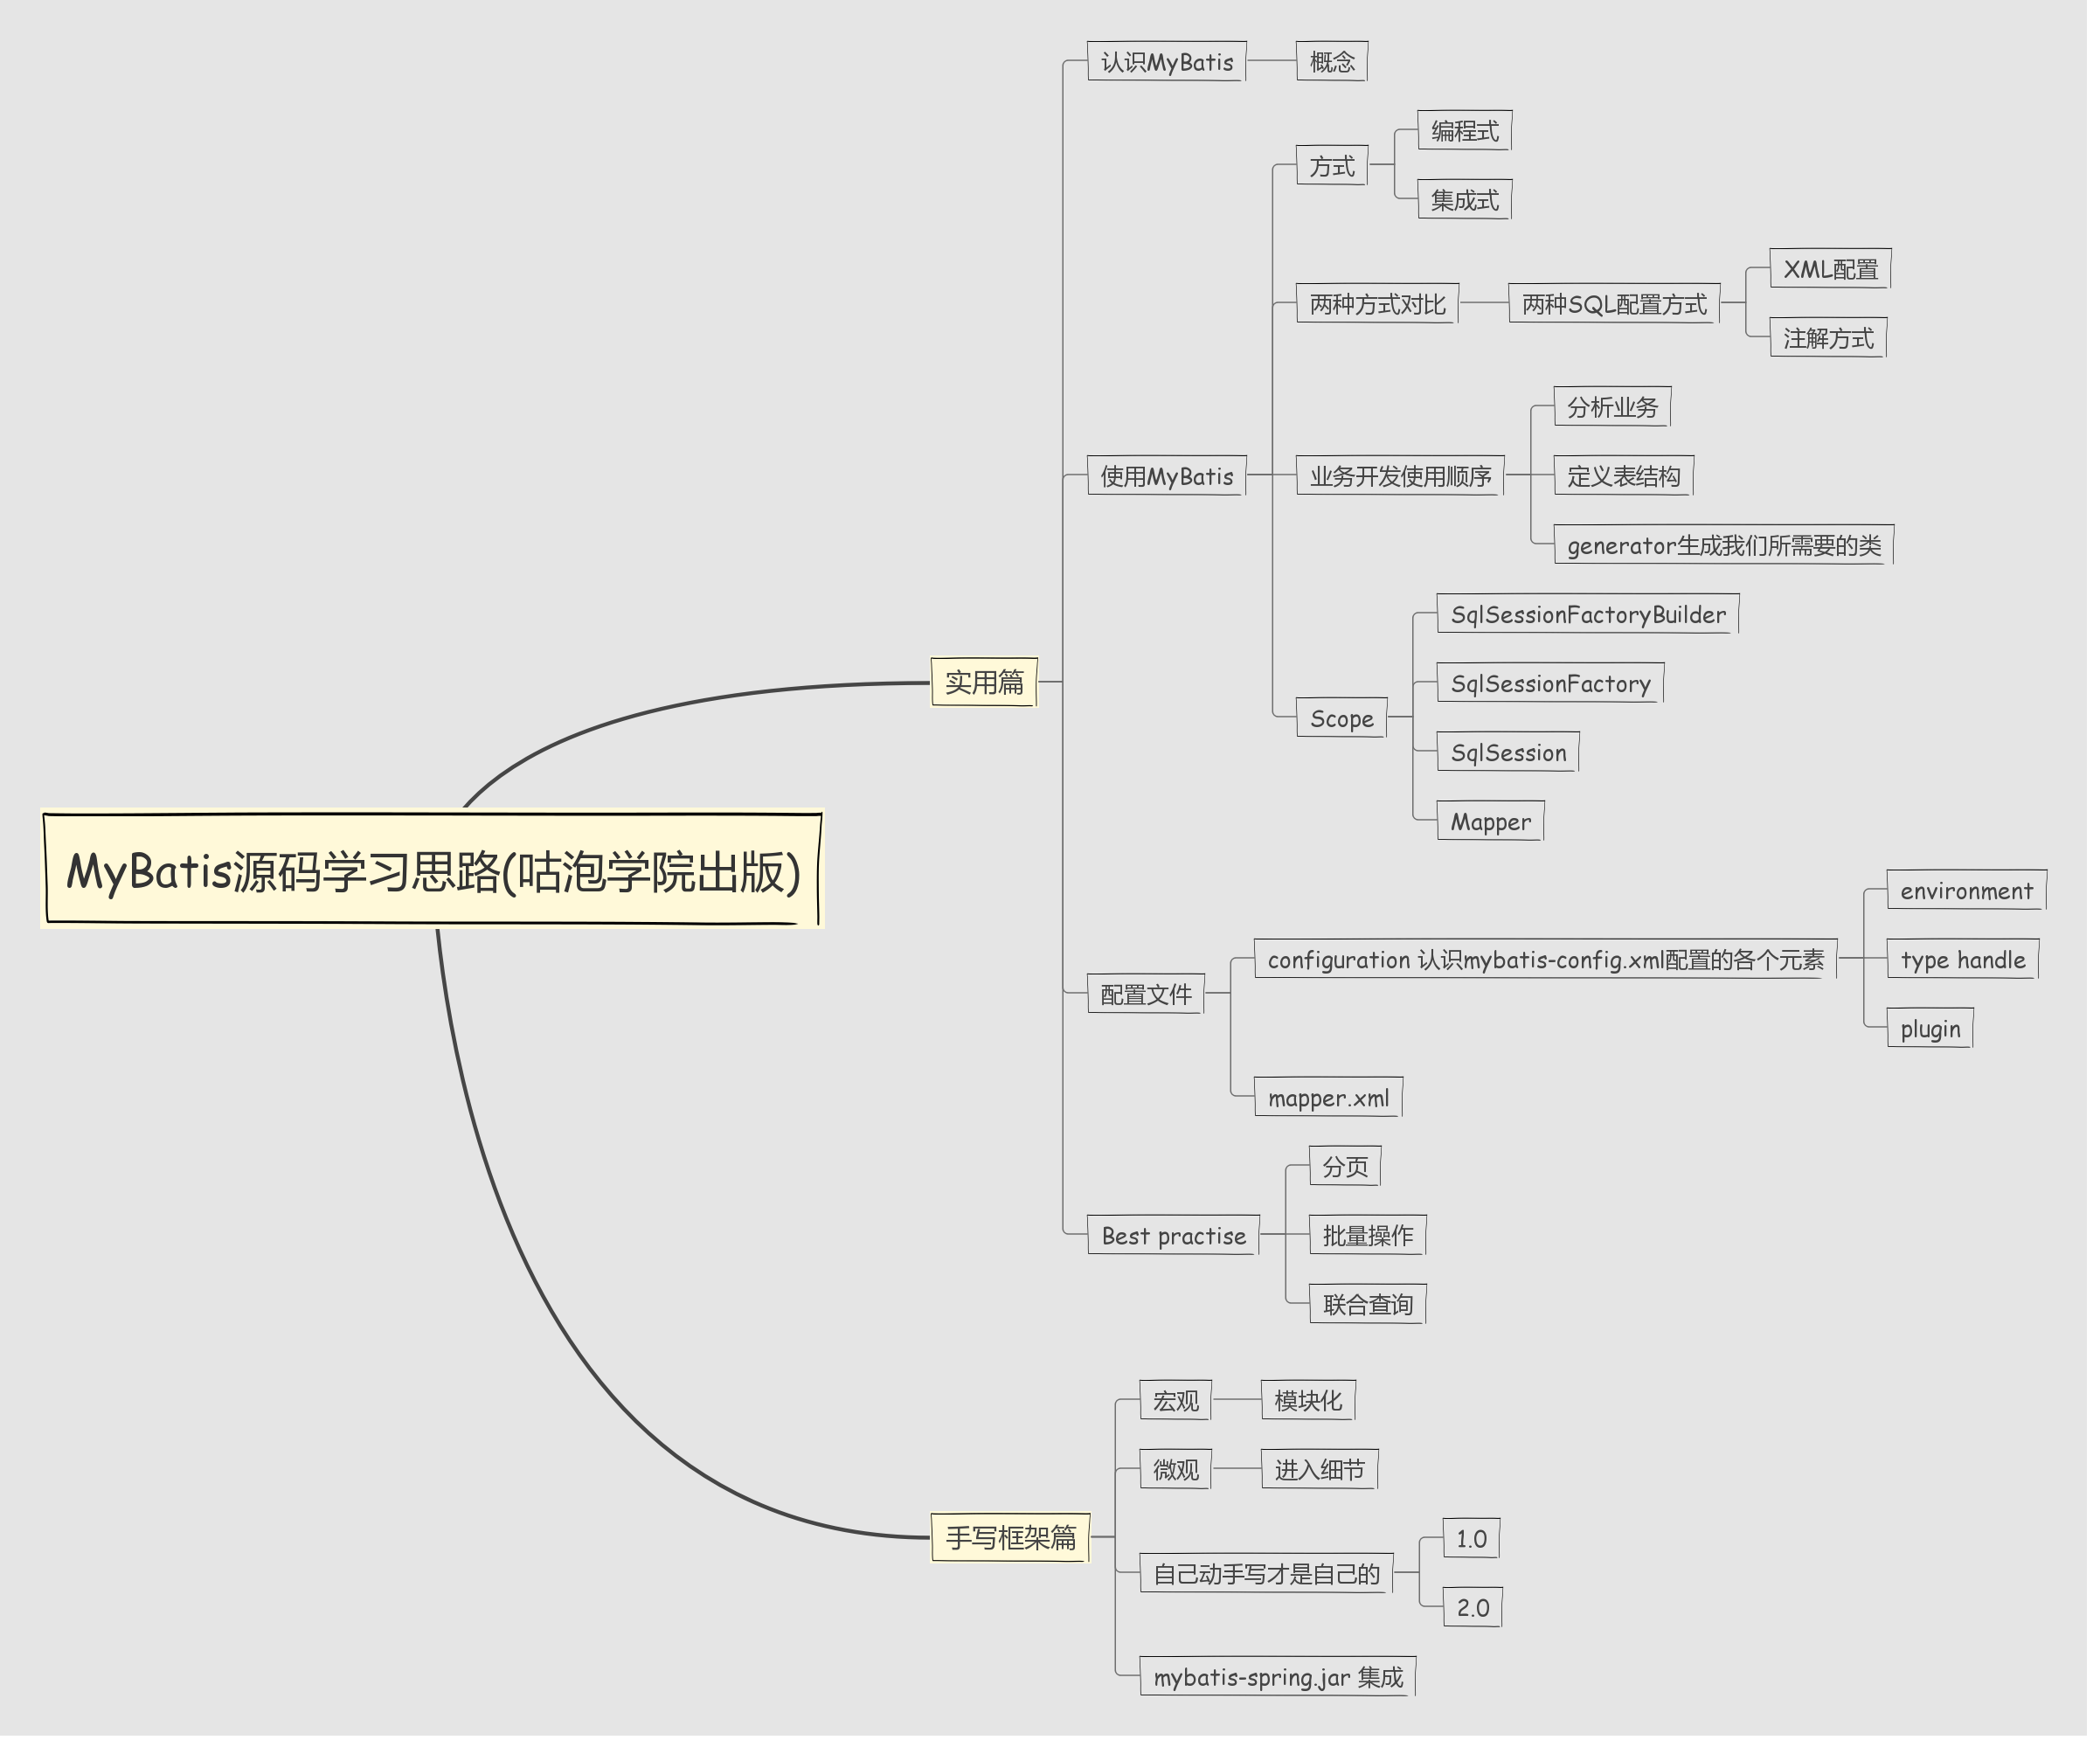 MyBatis源码学习思路(咕泡学院出版)
实用篇
认识MyBatis
概念
使用MyBatis
方式
编程式
集成式
两种方式对比
两种SQL配置方式
XML配置
注解方式
业务开发使用顺序
分析业务
定义表结构
generator生成我们所需要的类
Scope
SqlSessionFactoryBuilder
SqlSessionFactory
SqlSession
Mapper
配置文件
configuration 认识mybatis-config.xml配置的各个元素
environment
type handle
plugin
mapper.xml
Best practise
分页
批量操作
联合查询
手写框架篇
宏观
模块化
微观
进入细节
自己动手写才是自己的
1.0
2.0
mybatis-spring.jar 集成